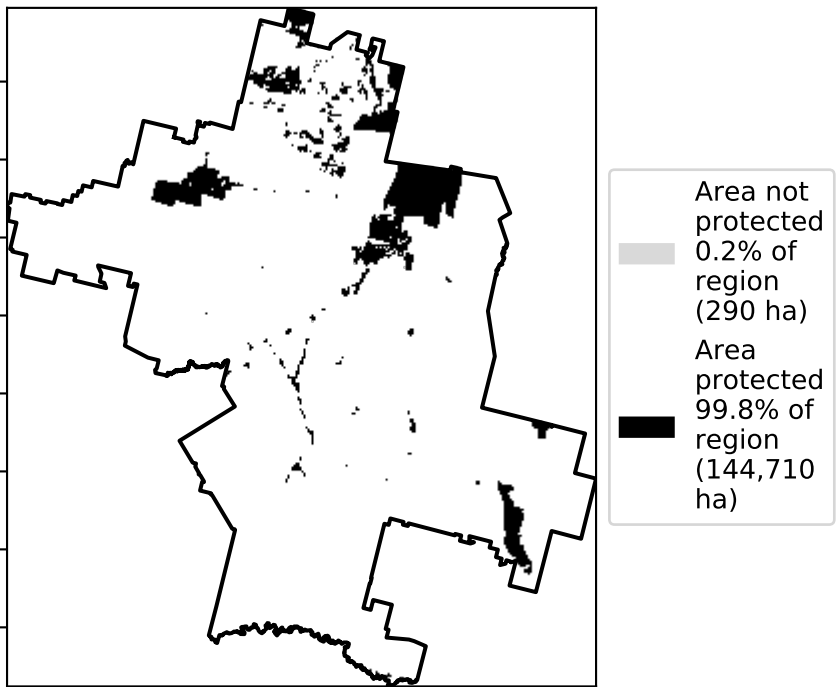 Area not
protected
0.2% of
region
(290 ha)
Area
protected
99.8% of
region
(144,710
ha)